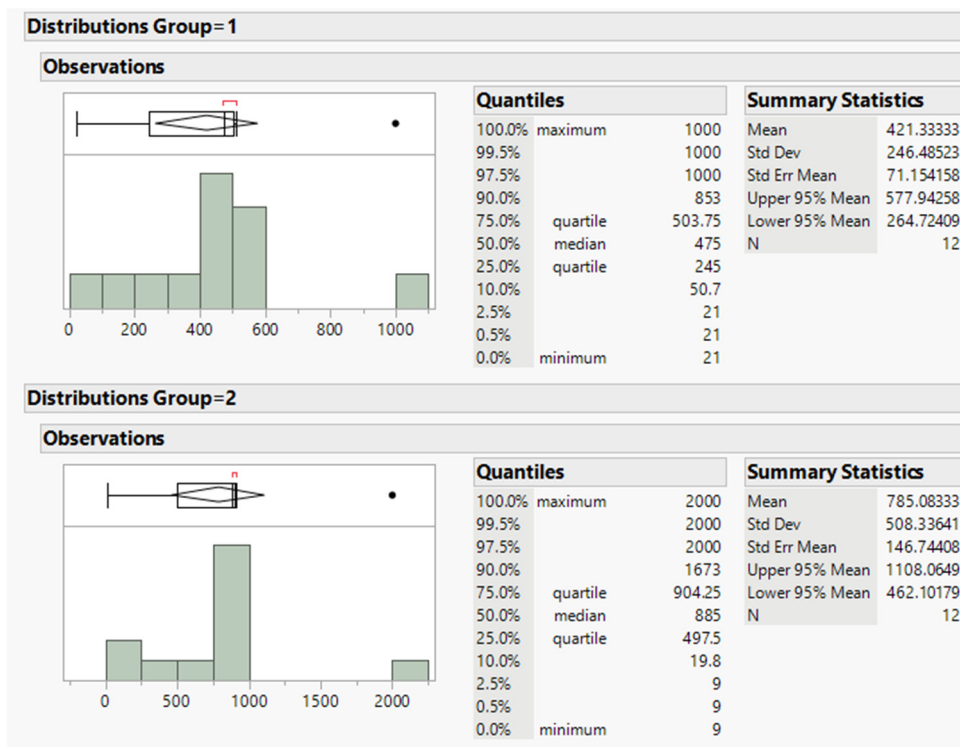 Distributions Group=1
Observations
Quantiles
100.0% maximum 1000
99.5% 1000
97.5% 1000
90.0% 853
75.0% quartile 503.75
50.0% median 475
25.0% quartile 245
10.0% 50.7
2.5% 21
0.5% 21
0.0% minimum 21
Summary Statistics
Mean 421.33333
Std Dev 246.48523
Std Err Mean 71.154158
Upper 95% Mean 577.94258
Lower 95% Mean 264.72409
N 12
0 200 400 600 800 1000
Distributions Group=2
Observations
Quantiles
100.0% maximum 2000
99.5% 2000
97.5% 2000
90.0% 1673
75.0% quartile 904.25
50.0% median 885
25.0% quartile 497.5
10.0% 19.8
2.5% 9
0.5% 9
0.0% minimum 9
Summary Statistics
Mean 785.08333
Std Dev 508.33641
Std Err Mean 146.74408
Upper 95% Mean 1108.0649
Lower 95% Mean 462.10179
N 12
0 500 1000 1500 2000